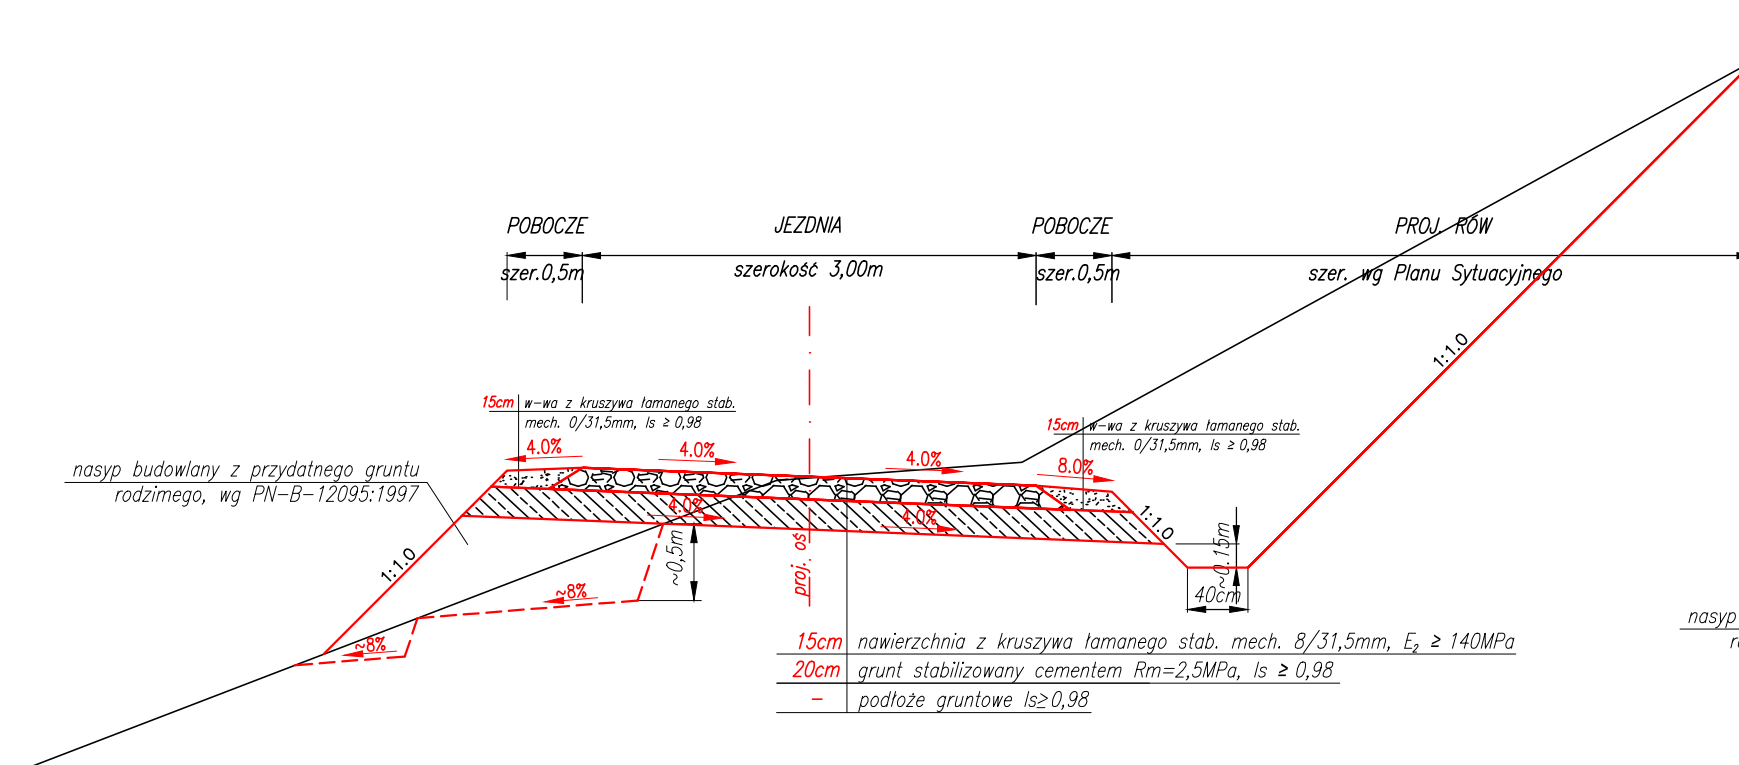 POBOCZE
JEZDNIA
POBOCZE
PROJ. RÓW
szer.0,5m
szerokość 3,00m
szer.0,5m
szer. wg Planu Sytuacyjnego
1:1.0
15cm w-wa z kruszywa łamanego stab.
mech. 0/31,5mm, Is ≥ 0,98
15cm w-wa z kruszywa łamanego stab.
mech. 0/31,5mm, Is ≥ 0,98
4.0%
4.0%
4.0%
8.0%
nasyp budowlany z przydatnego gruntu
rodzimego, wg PN-B-12095:1997
4.0%
4.0%
1:1.0
1:1.0
~0,5m
proj. oś
~0.15m
~8%
40cm
~8%
15cm nawierzchnia z kruszywa łamanego stab. mech. 8/31,5mm, E₂ ≥ 140MPa
20cm grunt stabilizowany cementem Rm=2,5MPa, Is ≥ 0,98
– podłoże gruntowe Is≥0,98
nasyp